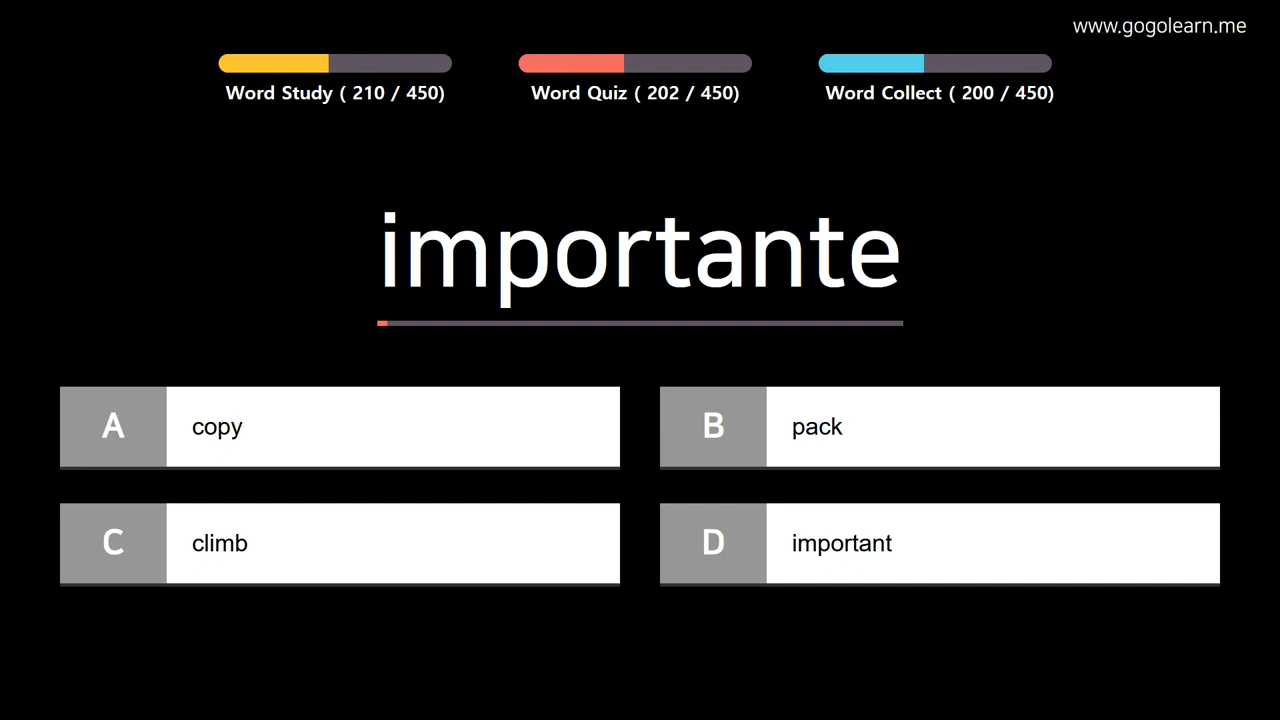 www.gogolearn.me
Word Study ( 210 / 450)
Word Quiz ( 202 / 450)
Word Collect ( 200 / 450)
importante
A copy
B pack
C climb
D important